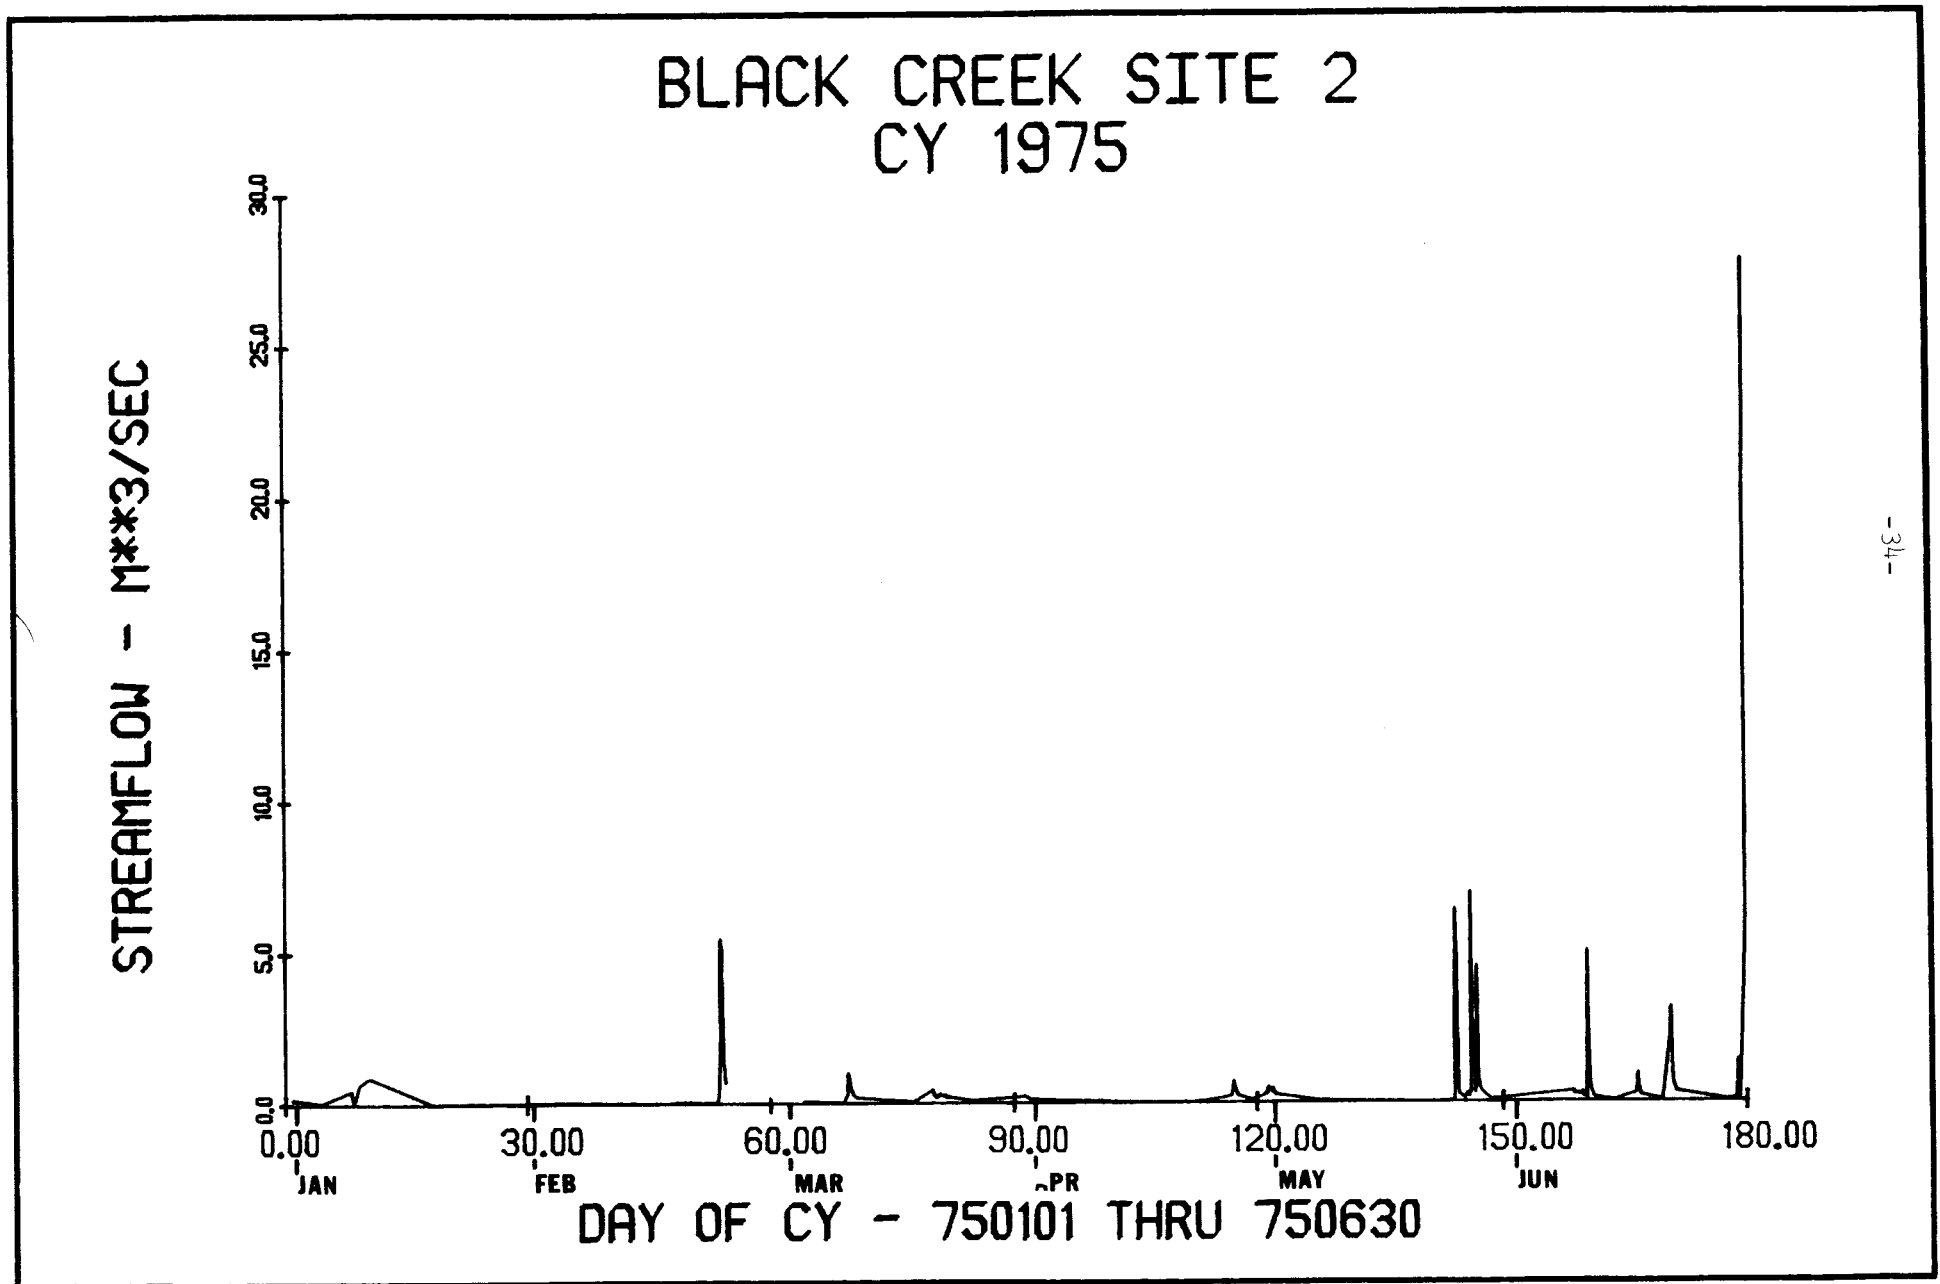 BLACK CREEK SITE 2
CY 1975
STREAMFLOW - M**3/SEC
30.0
25.0
20.0
15.0
10.0
5.0
0.0
0.00 30.00 60.00 90.00 120.00 150.00 180.00
JAN FEB MAR PR MAY JUN
DAY OF CY - 750101 THRU 750630
-34-